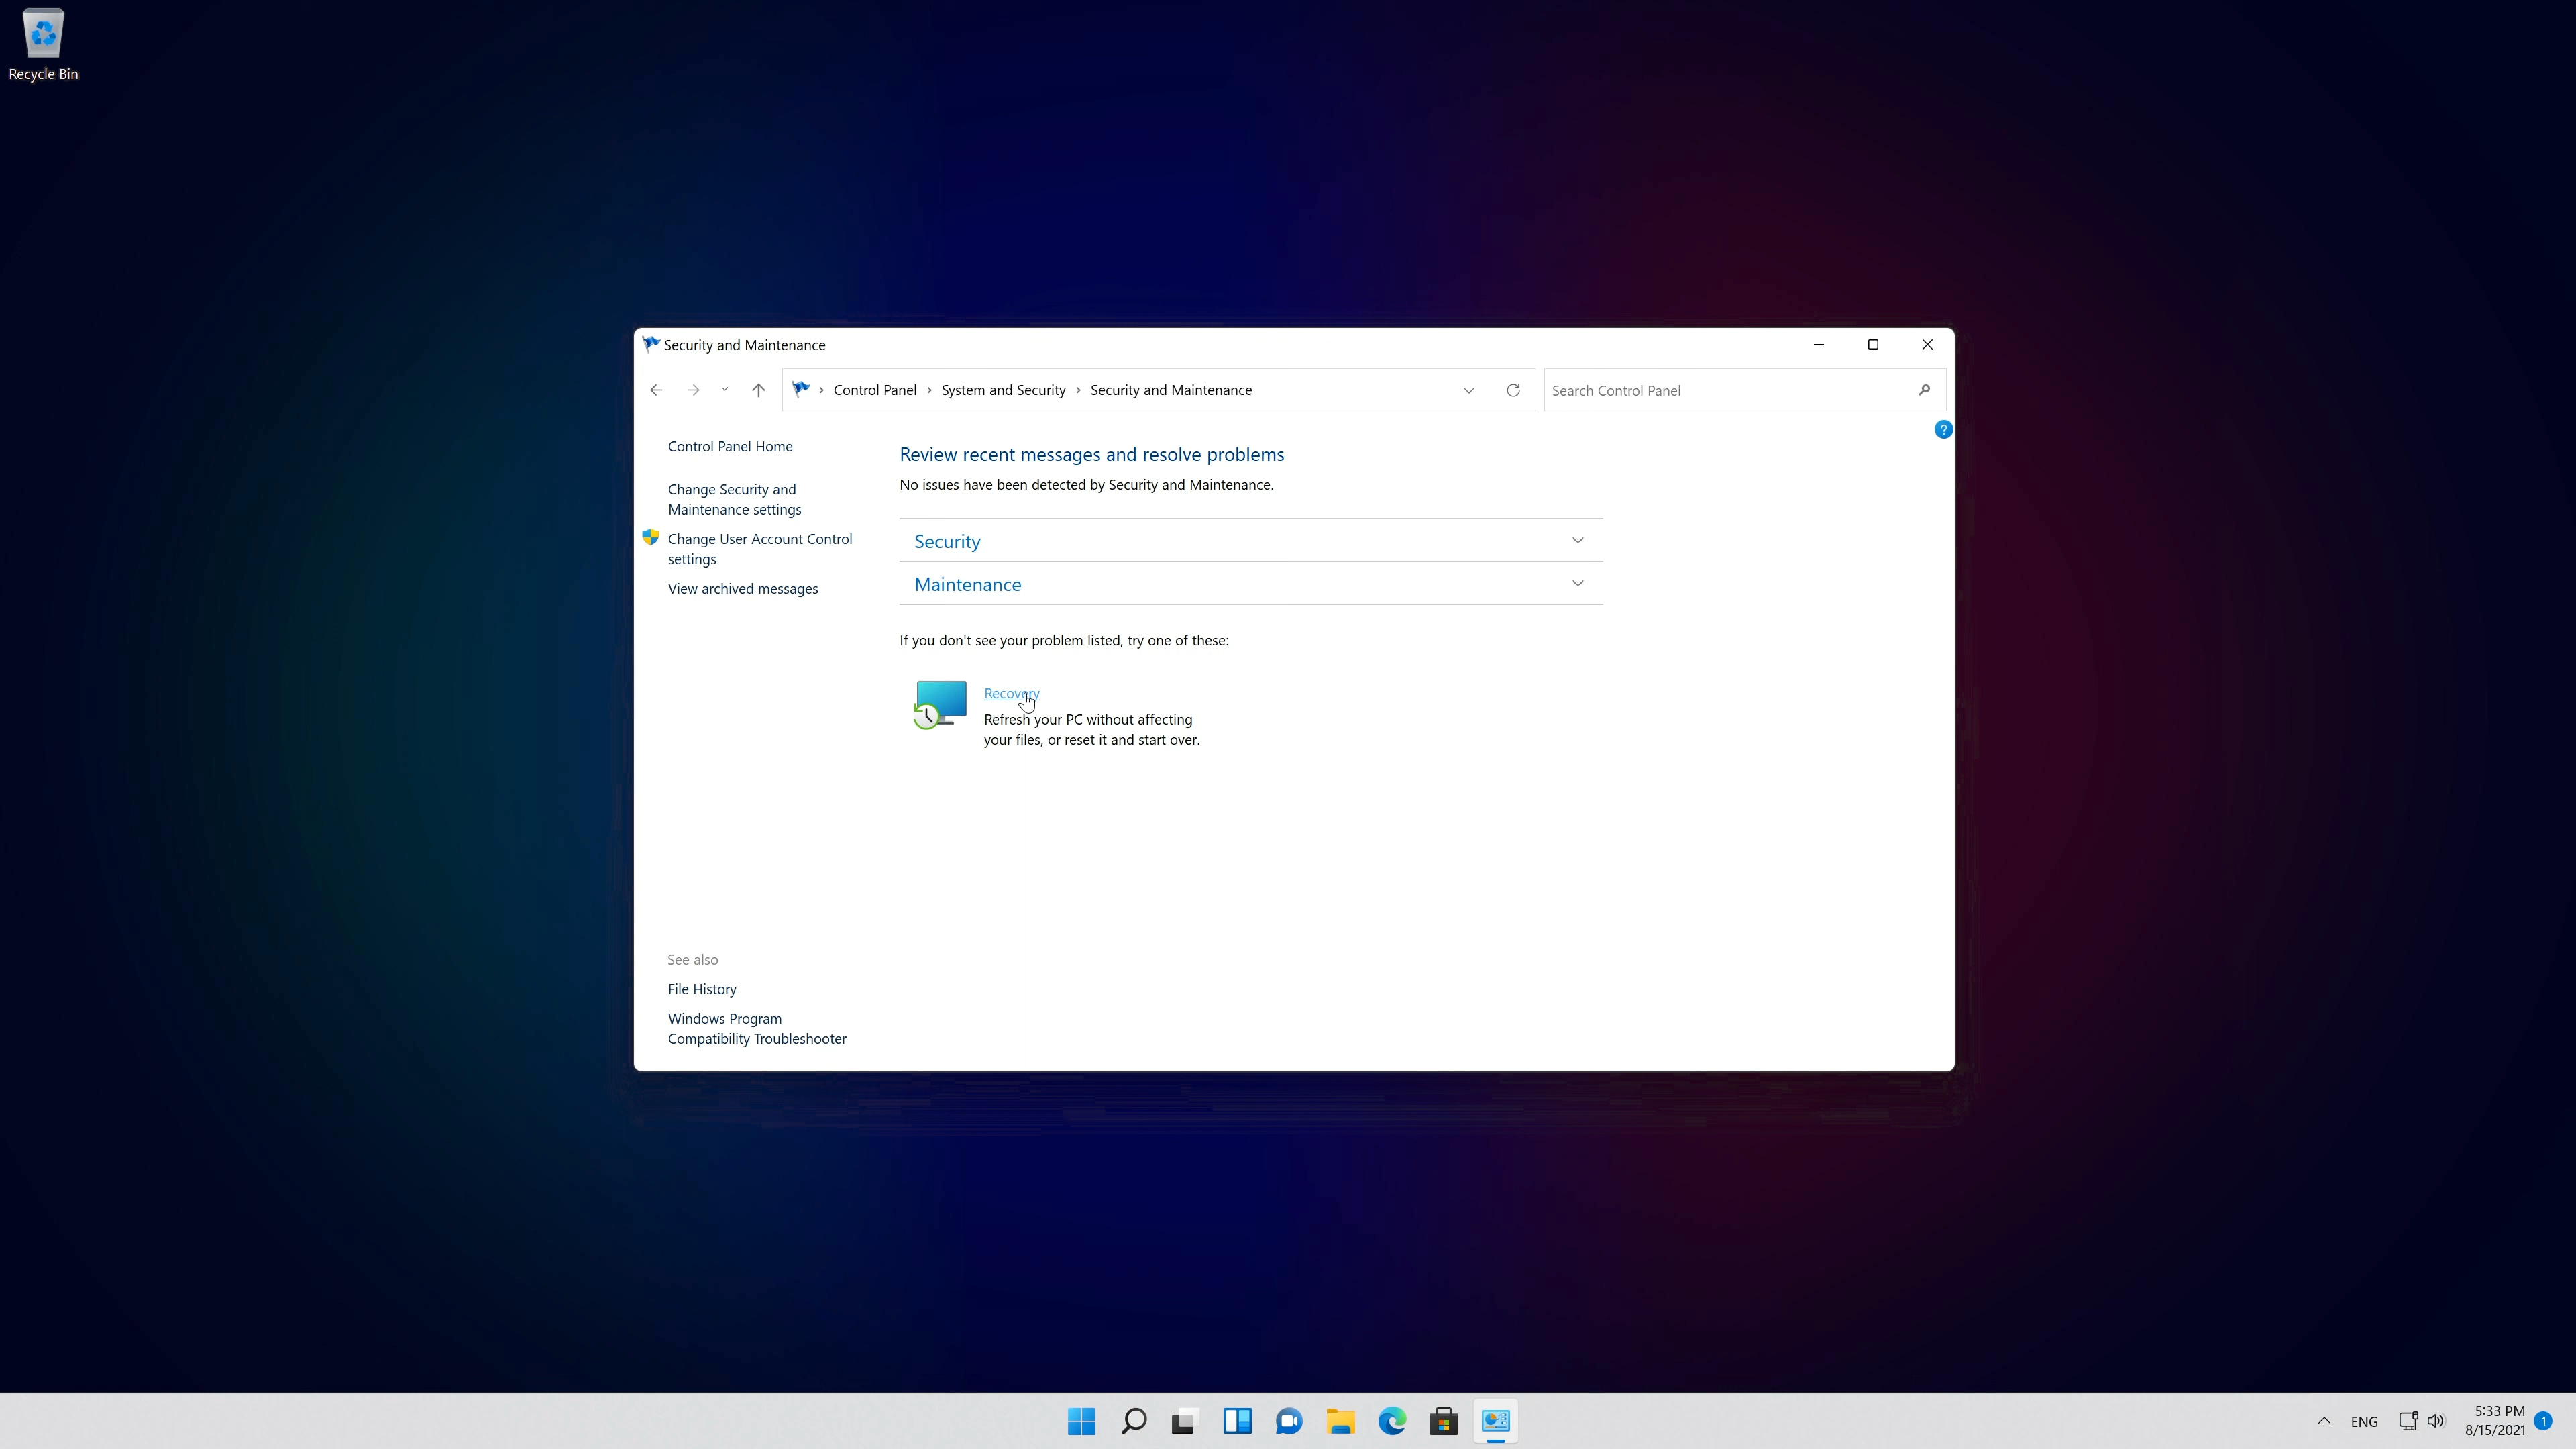 Recycle Bin
Security and Maintenance
Control Panel › System and Security › Security and Maintenance
Search Control Panel
?
Control Panel Home
Change Security and
Maintenance settings
Change User Account Control
settings
View archived messages
Review recent messages and resolve problems
No issues have been detected by Security and Maintenance.
Security
Maintenance
If you don't see your problem listed, try one of these:
Recovery
Refresh your PC without affecting
your files, or reset it and start over.
See also
File History
Windows Program
Compatibility Troubleshooter
ENG
5:33 PM
8/15/2021
1